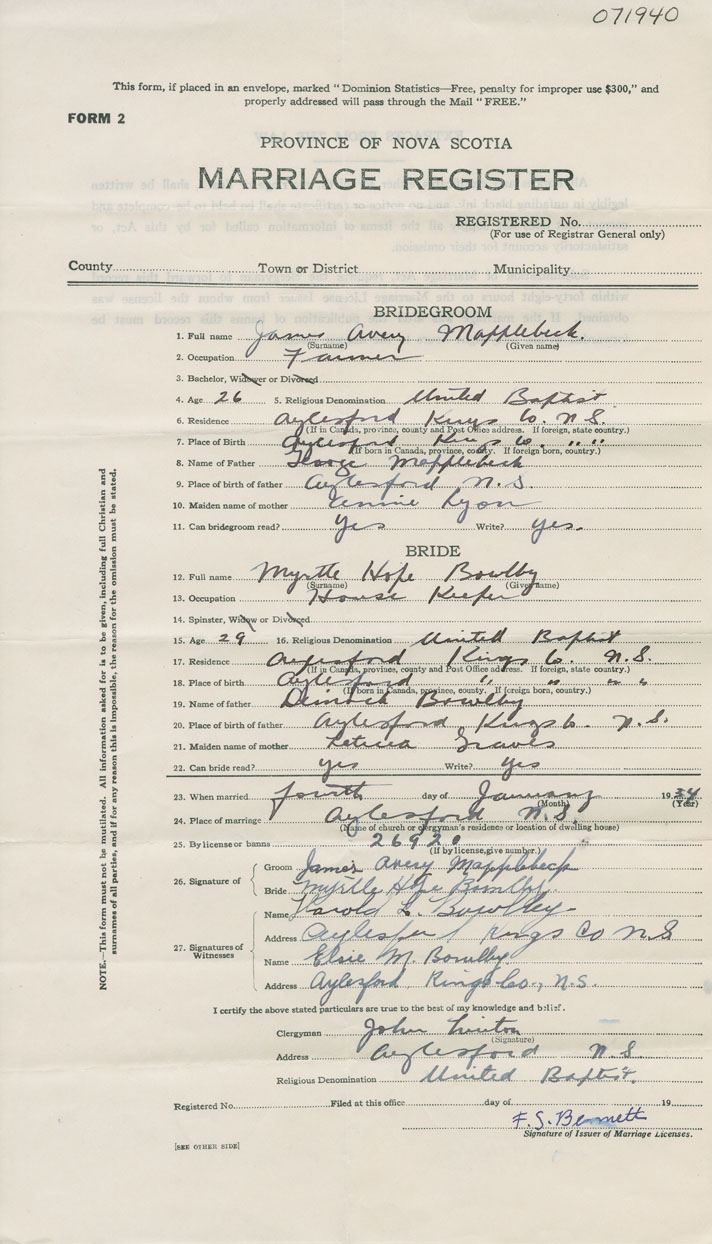 071940
This form, if placed in an envelope, marked "Dominion Statistics—Free, penalty for improper use $300," and
properly addressed will pass through the Mail "FREE."
FORM 2
PROVINCE OF NOVA SCOTIA
MARRIAGE REGISTER
REGISTERED No.
(For use of Registrar General only)
County Town or District Municipality
BRIDEGROOM
1. Full name James Avery Mapplebeck.
(Surname) (Given name)
2. Occupation Farmer
3. Bachelor, Widower or Divorced
4. Age 26 5. Religious Denomination United Baptist
6. Residence Aylesford Kings Co. N.S.
(If in Canada, province, county and Post Office address. If foreign, state country.)
7. Place of Birth Aylesford Kings Co. " "
(If born in Canada, province, county. If foreign born, country.)
8. Name of Father George Mapplebeck
9. Place of birth of father Aylesford N.S.
10. Maiden name of mother Lyon
11. Can bridegroom read? Yes Write? yes.
BRIDE
12. Full name Myrtle Hope Bowlby
(Surname) (Given name)
13. Occupation House Keeper
14. Spinster, Widow or Divorced
15. Age 29 16. Religious Denomination United Baptist
17. Residence Aylesford Kings Co. N.S.
(If in Canada, province, county and Post Office address. If foreign, state country.)
18. Place of birth Aylesford " " " "
(If born in Canada, province, county. If foreign born, country.)
19. Name of father Bowlby
20. Place of birth of father Aylesford Kings Co. N.S.
21. Maiden name of mother Leticia Graves
22. Can bride read? yes Write? yes
23. When married fourth day of January 19
(Month) (Year)
24. Place of marriage Aylesford N.S.
(Name of church or clergyman's residence or location of dwelling house)
25. By license or banns 26920
(If by license, give number.)
26. Signature of
Groom James Avery Mapplebeck
Bride Myrtle Hope Bowlby
27. Signatures of Witnesses
Name Harold L. Bowlby
Address Aylesford Kings Co N.S
Name Elsie M. Bowlby
Address Aylesford Kings Co., N.S.
I certify the above stated particulars are true to the best of my knowledge and belief.
Clergyman John Linton
(Signature)
Address Aylesford N.S.
Religious Denomination United Baptist.
Registered No. Filed at this office day of 19
F. S. Bennett
Signature of Issuer of Marriage Licenses.
[SEE OTHER SIDE]
NOTE.—This form must not be mutilated. All information asked for is to be given, including full Christian and
surnames of all parties, and if for any reason this is impossible, the reason for the omission must be stated.